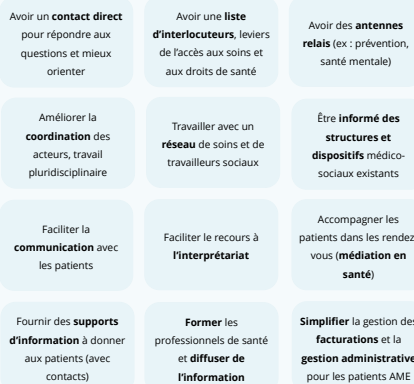 Avoir un contact direct
pour répondre aux
questions et mieux
orienter
Avoir une liste
d'interlocuteurs, leviers
de l'accès aux soins et
aux droits de santé
Avoir des antennes
relais (ex : prévention,
santé mentale)
Améliorer la
coordination des
acteurs, travail
pluridisciplinaire
Travailler avec un
réseau de soins et de
travailleurs sociaux
Être informé des
structures et
dispositifs médico-
sociaux existants
Faciliter la
communication avec
les patients
Faciliter le recours à
l'interprétariat
Accompagner les
patients dans les rendez
vous (médiation en
santé)
Fournir des supports
d'information à donner
aux patients (avec
contacts)
Former les
professionnels de santé
et diffuser de
l'information
Simplifier la gestion des
facturations et la
gestion administrative
pour les patients AME